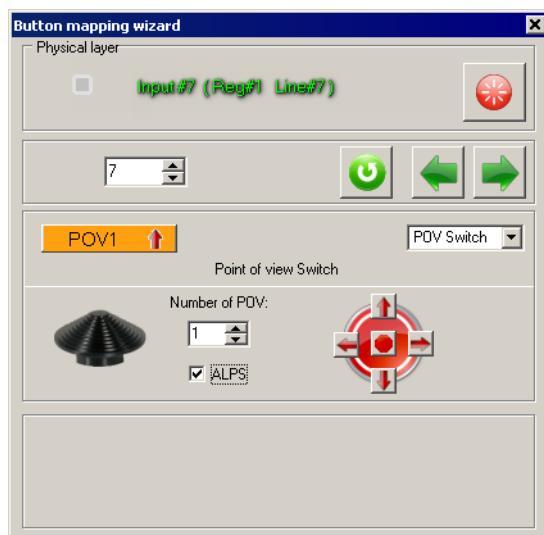 Button mapping wizard
Physical layer
Input#7 (Reg#1 Line#7)
7
POV1
POV Switch
Point of view Switch
Number of POV:
1
ALPS